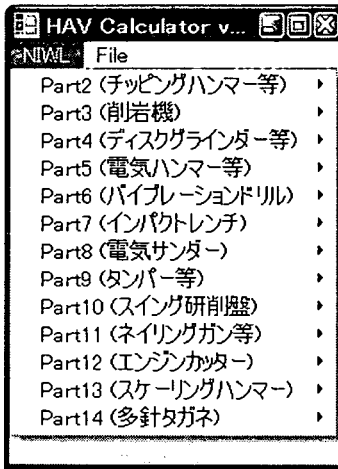 HAV Calculator v...
NIWL File
Part2 (チッピングハンマー等)
Part3 (削岩機)
Part4 (ディスクグラインダー等)
Part5 (電気ハンマー等)
Part6 (バイブレーションドリル)
Part7 (インパクトレンチ)
Part8 (電気サンダー)
Part9 (タンパー等)
Part10 (スイング研削盤)
Part11 (ネイリングガン等)
Part12 (エンジンカッター)
Part13 (スケーリングハンマー)
Part14 (多針タガネ)